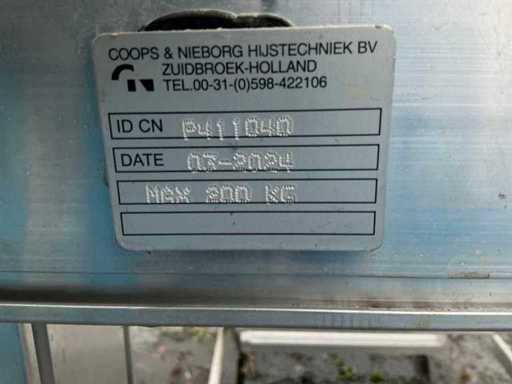 COOPS & NIEBORG HIJSTECHNIEK BV
ZUIDBROEK-HOLLAND
TEL.00-31-(0)598-422106
ID CN P411040
DATE 03-2024
MAX 200 KG